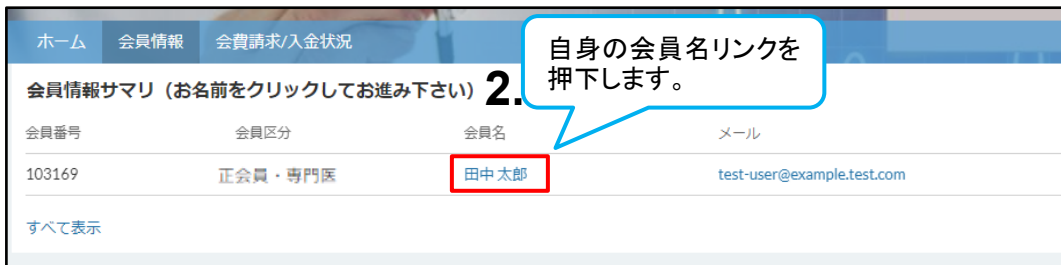 ホーム 会員情報 会費請求/入金状況
自身の会員名リンクを
押下します。
会員情報サマリ（お名前をクリックしてお進み下さい）2.
会員番号 会員区分 会員名 メール
103169 正会員・専門医 田中 太郎 test-user@example.test.com
すべて表示